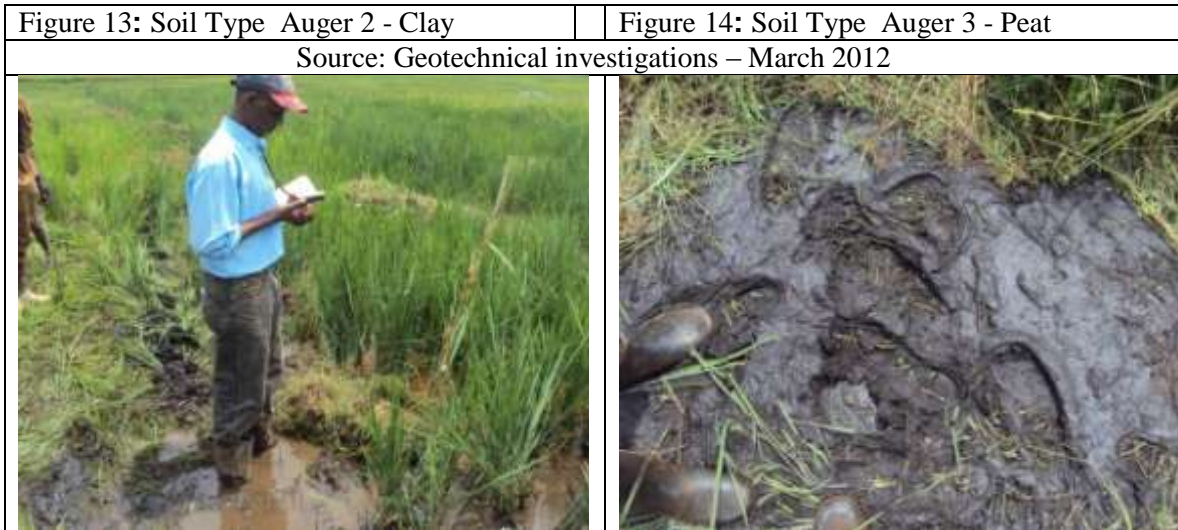 Figure 13: Soil Type Auger 2 - Clay
Figure 14: Soil Type Auger 3 - Peat
Source: Geotechnical investigations – March 2012